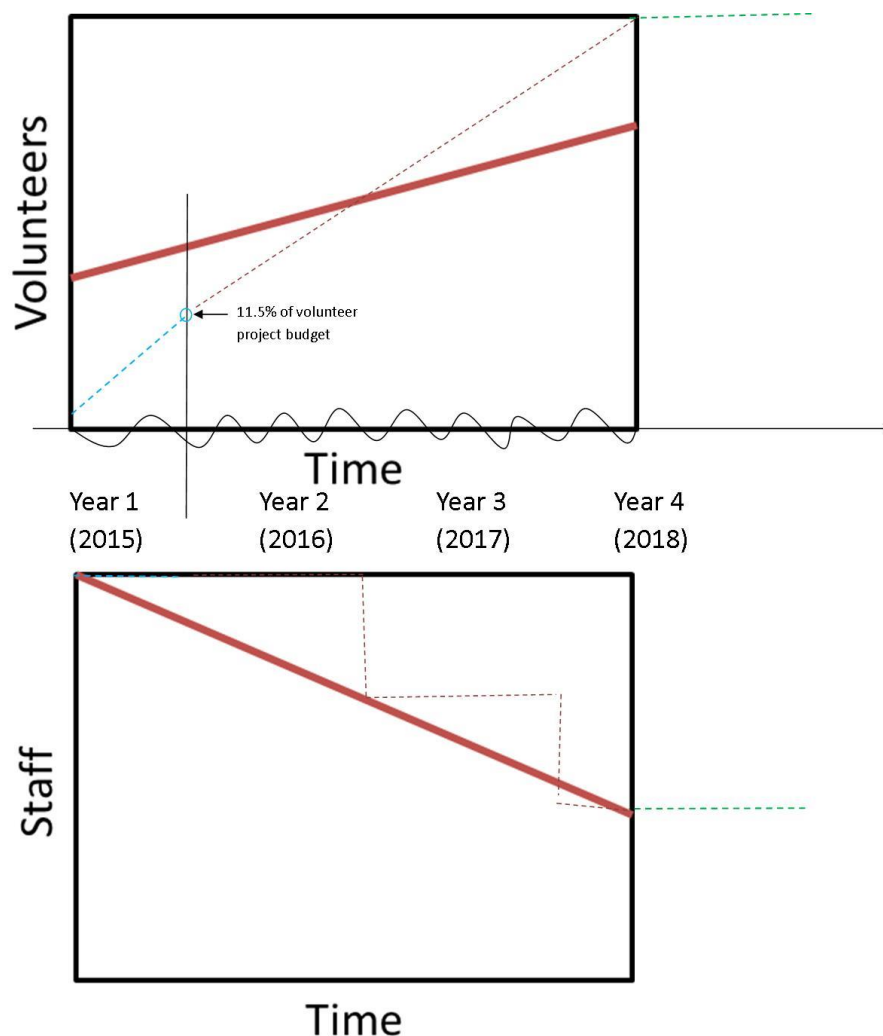 Volunteers
11.5% of volunteer
project budget
Time
Year 1
(2015)
Year 2
(2016)
Year 3
(2017)
Year 4
(2018)
Staff
Time